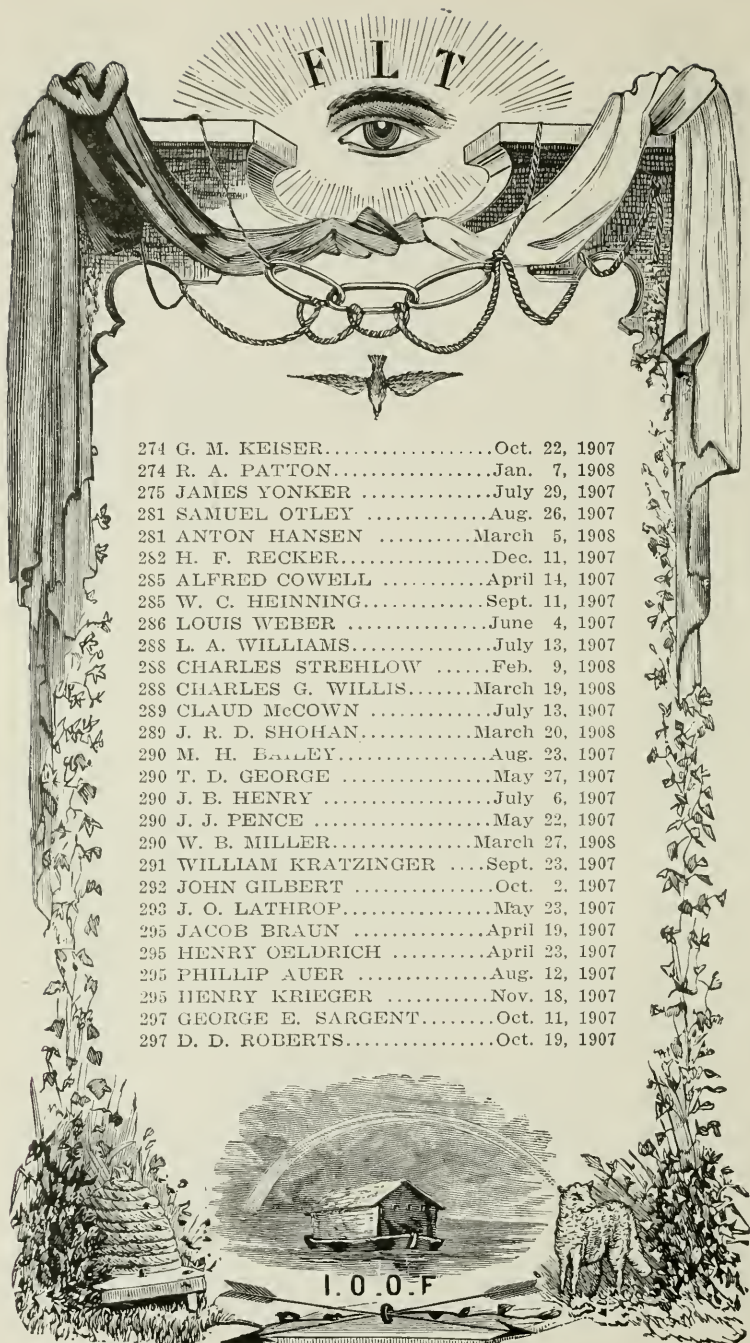 F L T
274 G. M. KEISER.................Oct. 22, 1907
274 R. A. PATTON................Jan. 7, 1908
275 JAMES YONKER .............July 29, 1907
281 SAMUEL OTLEY ............Aug. 26, 1907
281 ANTON HANSEN ..........March 5, 1908
282 H. F. RECKER...............Dec. 11, 1907
285 ALFRED COWELL ..........April 14, 1907
285 W. C. HEINNING............Sept. 11, 1907
286 LOUIS WEBER ..............June 4, 1907
288 L. A. WILLIAMS..............July 13, 1907
288 CHARLES STREHLOW ......Feb. 9, 1908
288 CHARLES G. WILLIS.......March 19, 1908
289 CLAUD McCOWN ............July 13, 1907
289 J. R. D. SHOHAN............March 20, 1908
290 M. H. BAILEY................Aug. 23, 1907
290 T. D. GEORGE ...............May 27, 1907
290 J. B. HENRY .................July 6, 1907
290 J. J. PENCE ..................May 22, 1907
290 W. B. MILLER...............March 27, 1908
291 WILLIAM KRATZINGER ....Sept. 23, 1907
292 JOHN GILBERT ..............Oct. 2, 1907
293 J. O. LATHROP...............May 23, 1907
295 JACOB BRAUN .............April 19, 1907
295 HENRY OELDRICH .........April 23, 1907
295 PHILLIP AUER .............Aug. 12, 1907
295 HENRY KRIEGER ..........Nov. 18, 1907
297 GEORGE E. SARGENT........Oct. 11, 1907
297 D. D. ROBERTS................Oct. 19, 1907
I.O.O.F